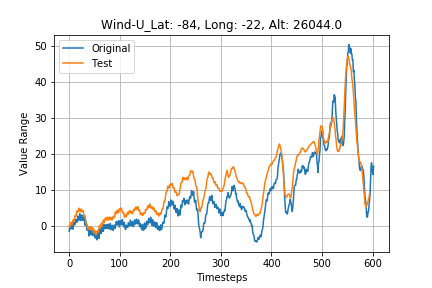 Wind-U_Lat: -84, Long: -22, Alt: 26044.0
Original
Test
Value Range
50
40
30
20
10
0
0 100 200 300 400 500 600
Timesteps